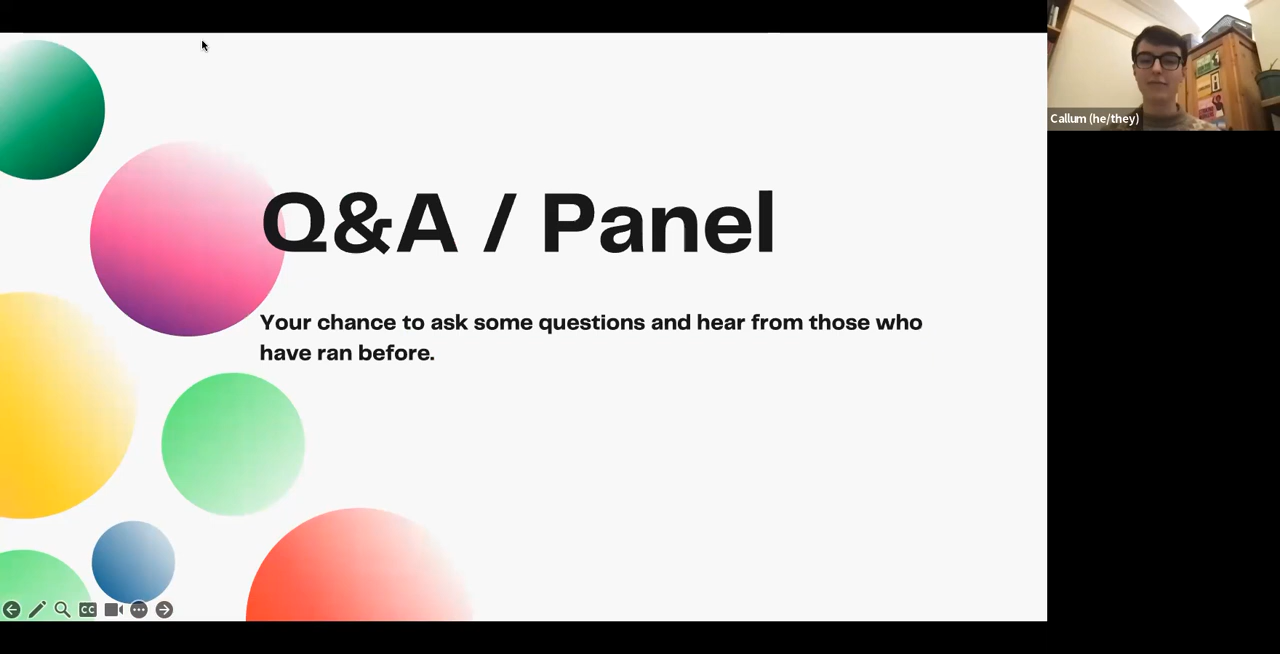 Q&A / Panel
Your chance to ask some questions and hear from those who
have ran before.
CC
Callum (he/they)